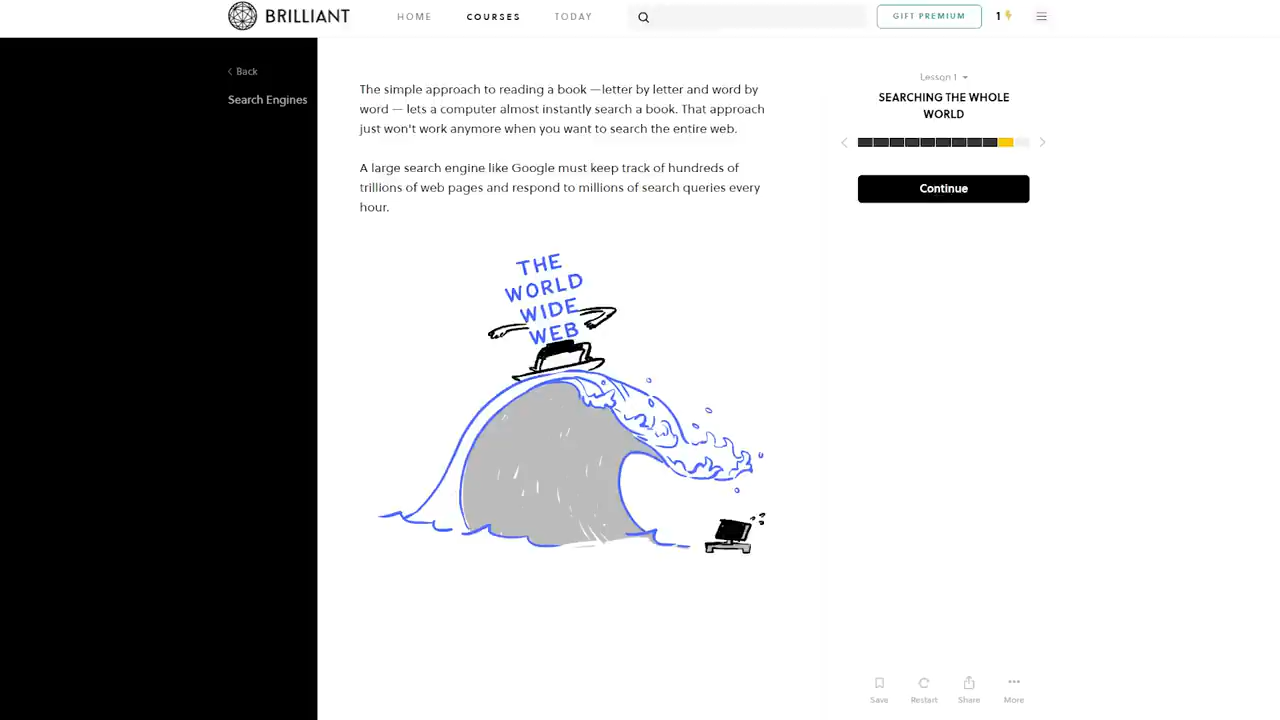 BRILLIANT
HOME
COURSES
TODAY
GIFT PREMIUM
1
Back
Search Engines
The simple approach to reading a book —letter by letter and word by
word — lets a computer almost instantly search a book. That approach
just won't work anymore when you want to search the entire web.
A large search engine like Google must keep track of hundreds of
trillions of web pages and respond to millions of search queries every
hour.
THE
WORLD
WIDE
WEB
Lesson 1
SEARCHING THE WHOLE
WORLD
Continue
Save
Restart
Share
More